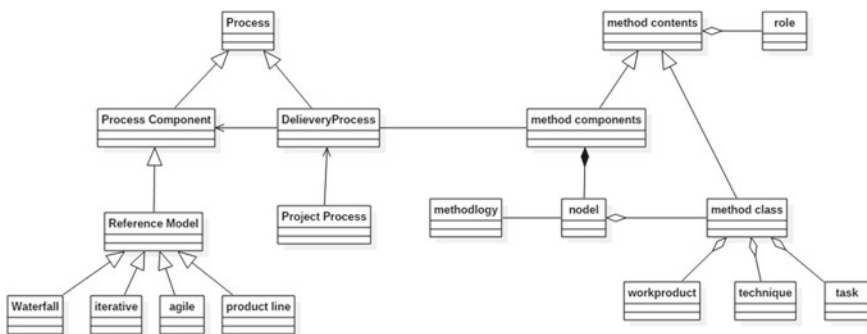 Process
method contents
role
Process Component
DelieveryProcess
method components
Reference Model
Project Process
methodlogy
nodel
method class
Waterfall
iterative
agile
product line
workproduct
technique
task